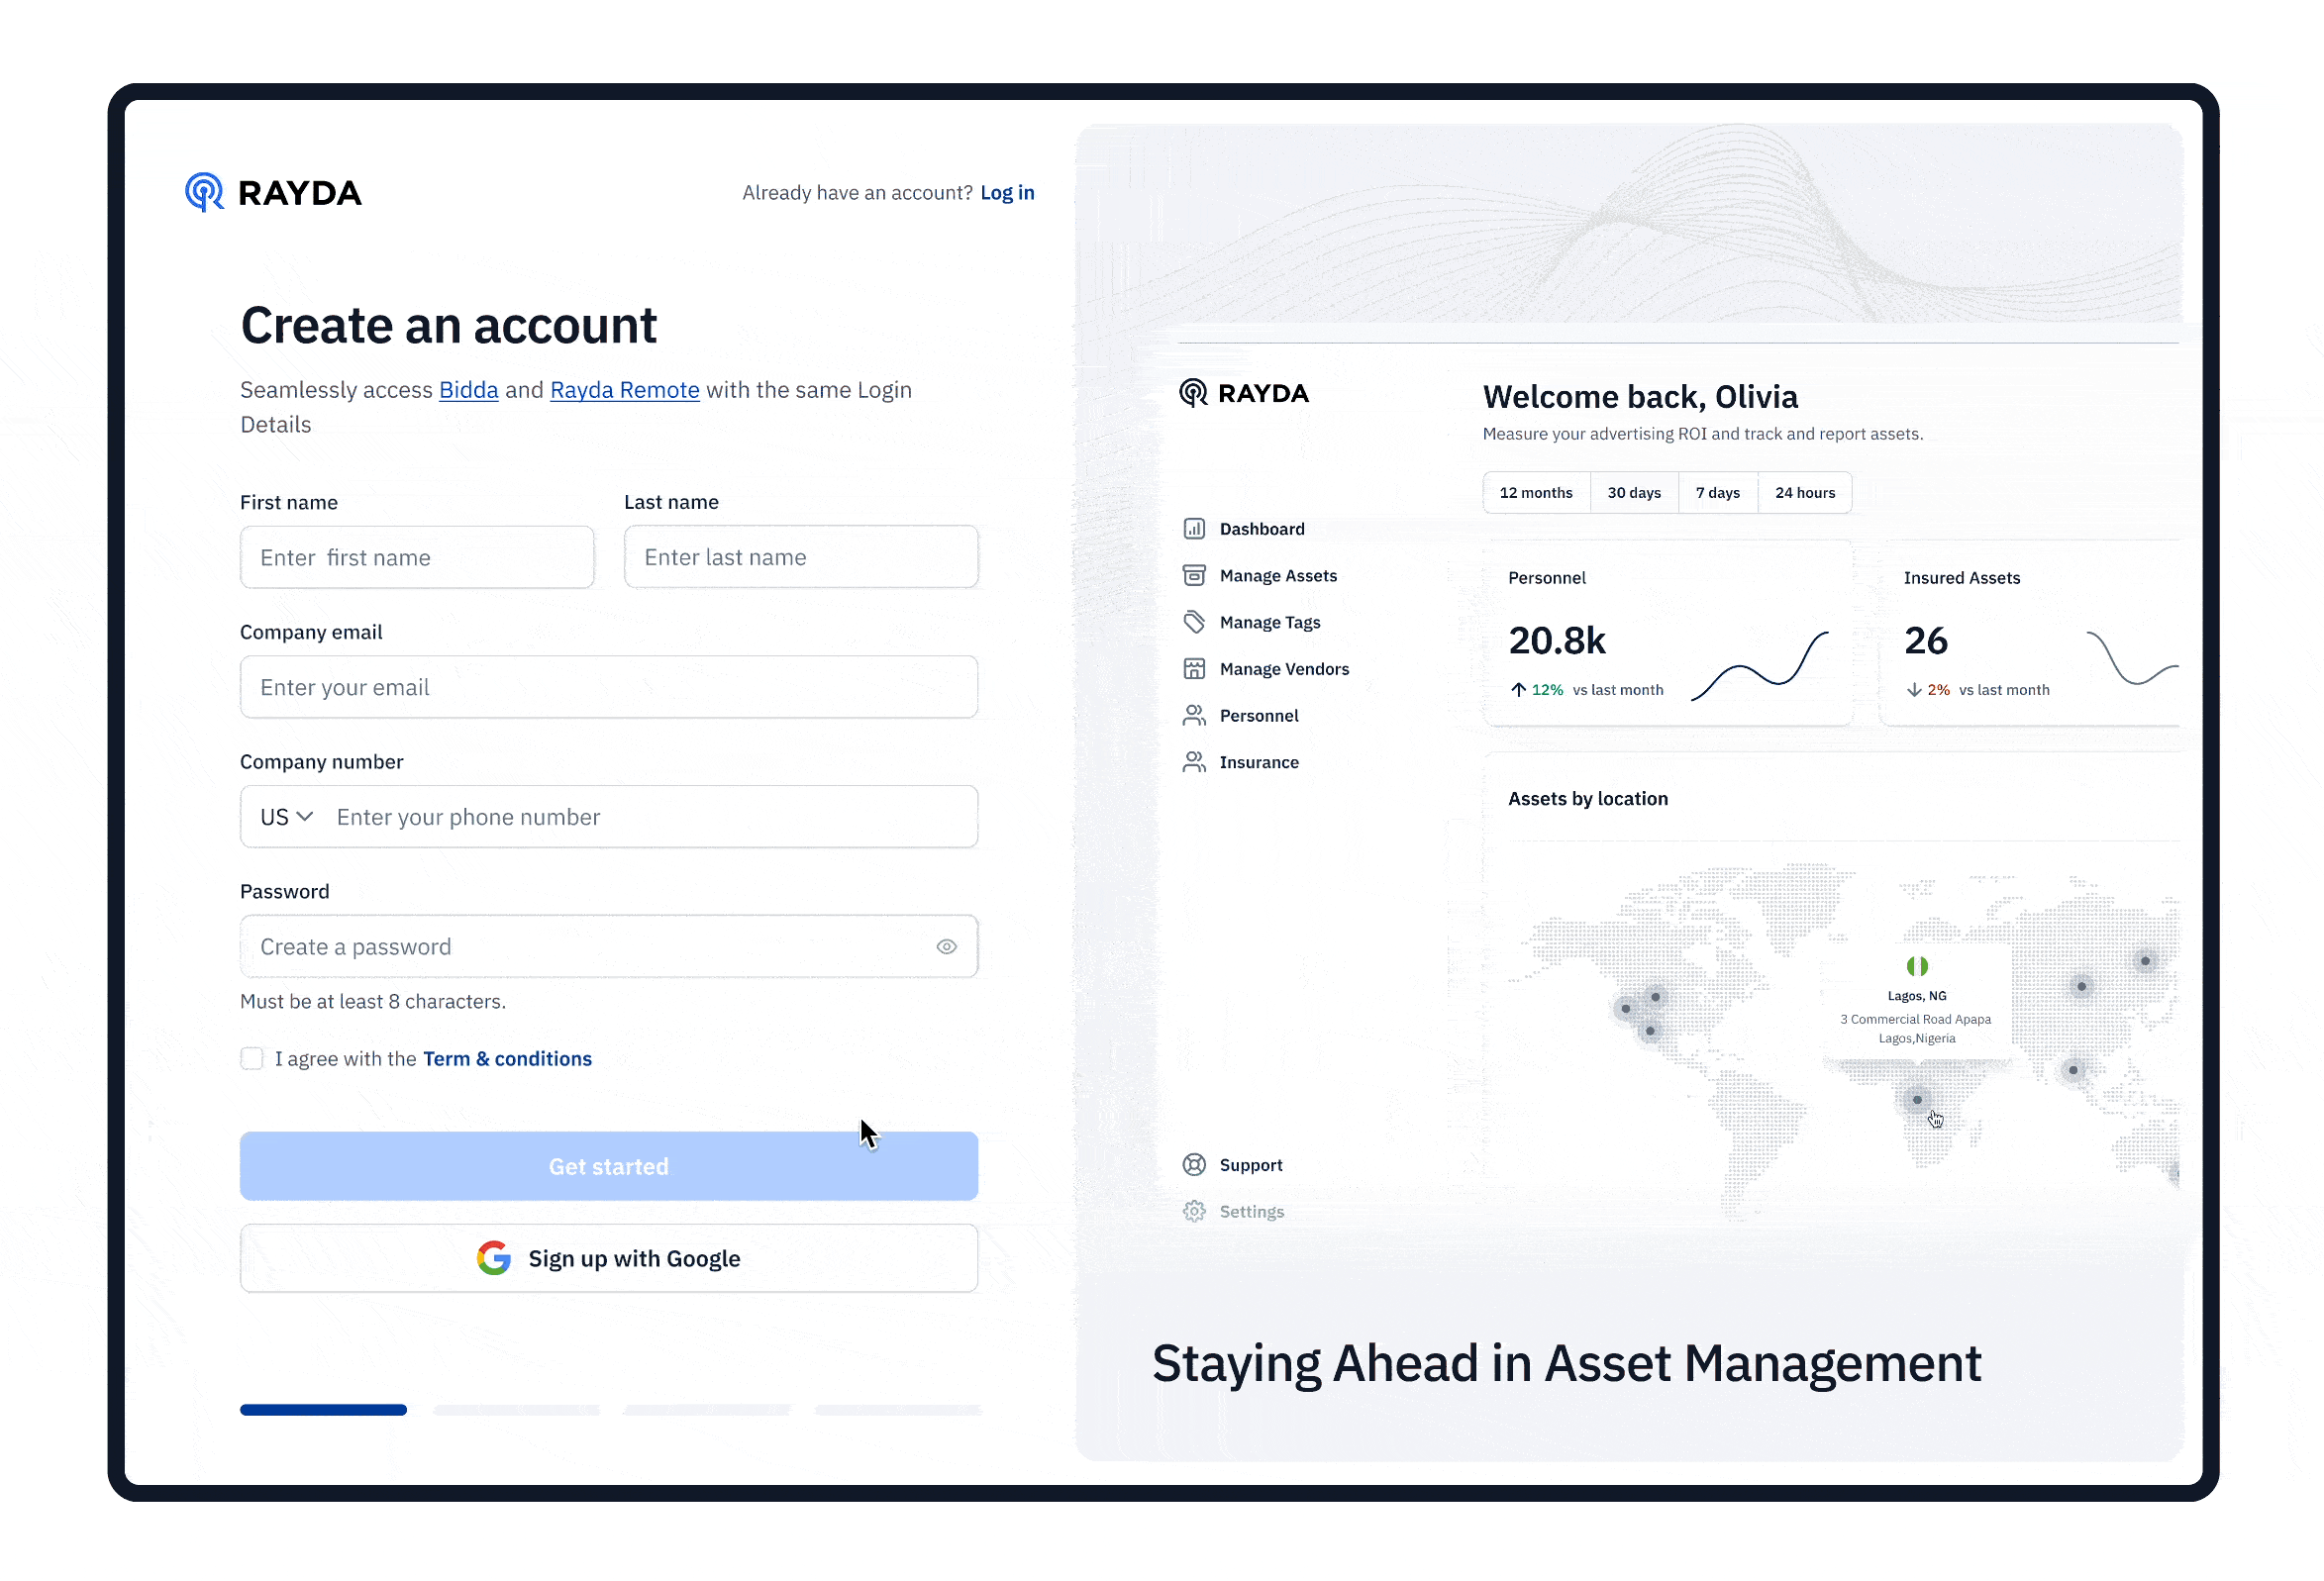 RAYDA
Already have an account? Log in
Create an account
Seamlessly access Bidda and Rayda Remote with the same Login
Details
First name
Last name
Enter  first name
Enter last name
Company email
Enter your email
Company number
US
Enter your phone number
Password
Create a password
Must be at least 8 characters.
I agree with the Term & conditions
Get started
Sign up with Google
RAYDA
Dashboard
Manage Assets
Manage Tags
Manage Vendors
Personnel
Insurance
Support
Settings
Welcome back, Olivia
Measure your advertising ROI and track and report assets.
12 months
30 days
7 days
24 hours
Personnel
20.8k
12% vs last month
Insured Assets
26
2% vs last month
Assets by location
Lagos, NG
3 Commercial Road Apapa
Lagos,Nigeria
Staying Ahead in Asset Management